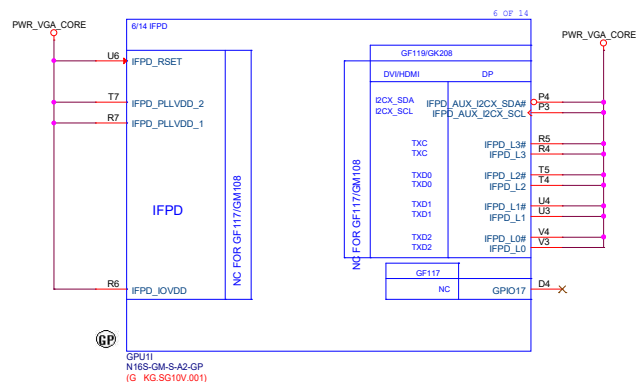 6 OF 14
PWR_VGA_CORE
PWR_VGA_CORE
6/14 IFPD
GF119/GK208
U6 IFPD_RSET
DVI/HDMI DP
T7 IFPD_PLLVDD_2
R7 IFPD_PLLVDD_1
I2CX_SDA IFPD_AUX_I2CX_SDA# P4
I2CX_SCL IFPD_AUX_I2CX_SCL P3
TXC IFPD_L3# R5
TXC IFPD_L3 R4
TXD0 IFPD_L2# T5
TXD0 IFPD_L2 T4
TXD1 IFPD_L1# U4
TXD1 IFPD_L1 U3
TXD2 IFPD_L0# V4
TXD2 IFPD_L0 V3
IFPD
NC FOR GF117/GM108
NC FOR GF117/GM108
GF117
R6 IFPD_IOVDD
NC GPIO17 D4
GP
GPU1I
N16S-GM-S-A2-GP
(G KG.SG10V.001)